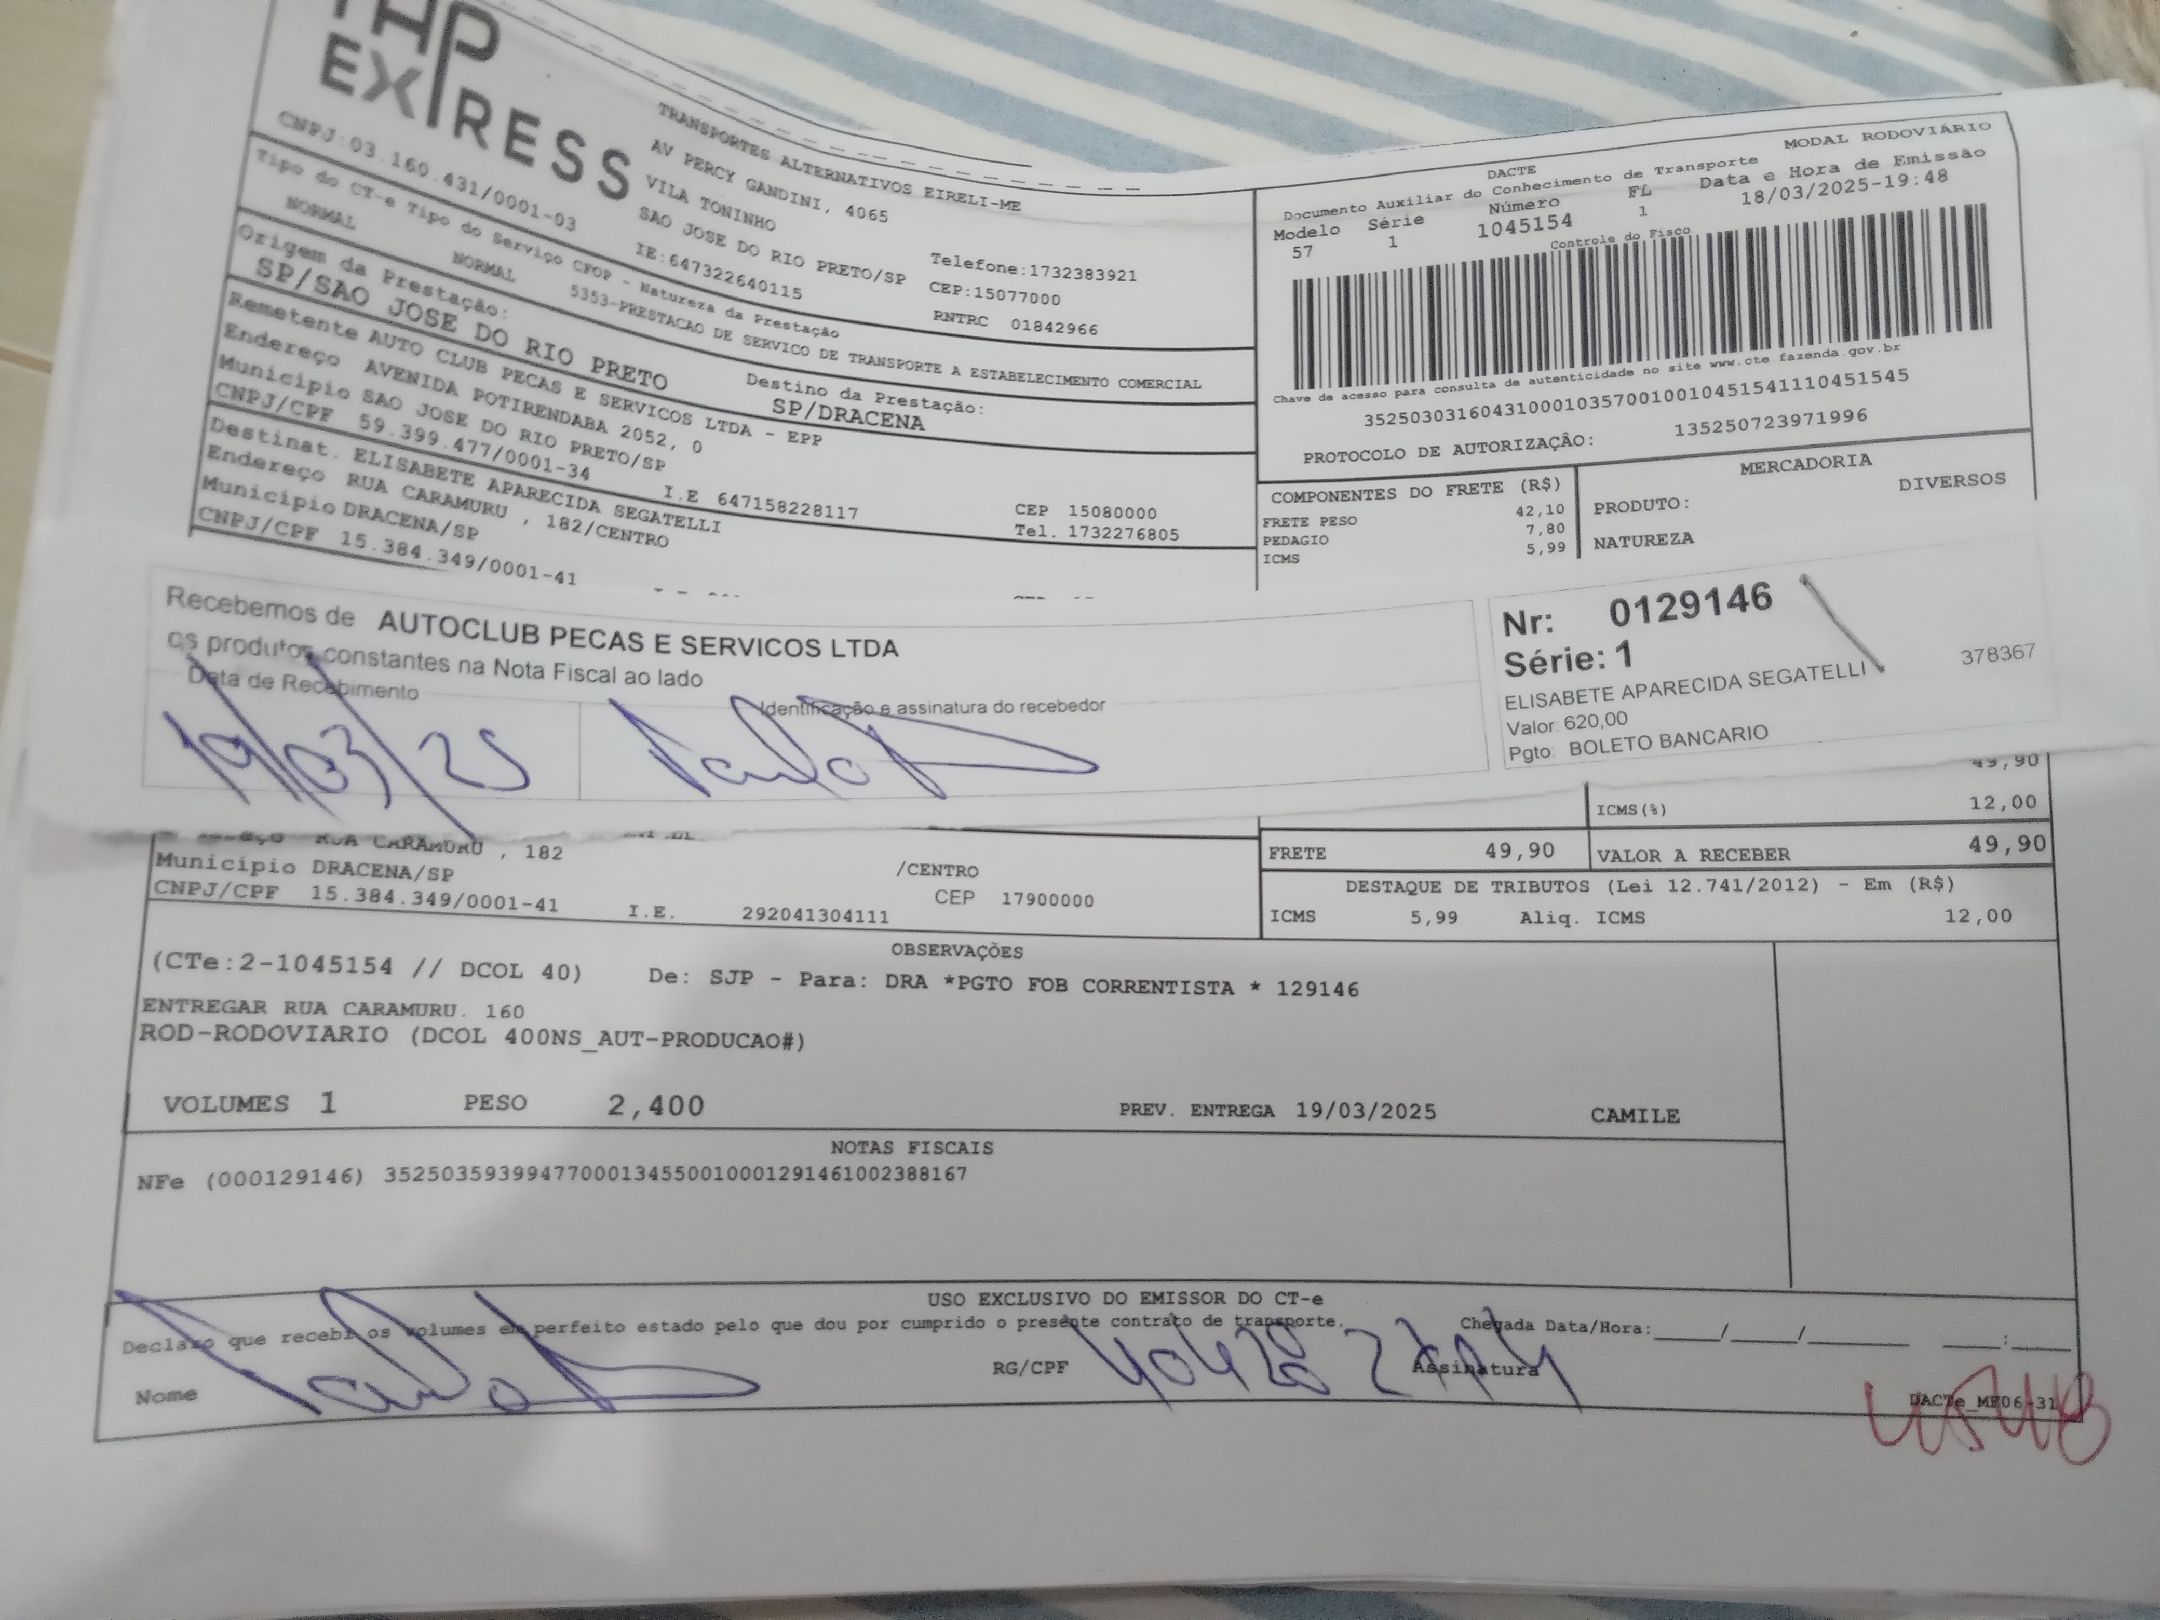 THP
EXPRESS
CNPJ:03.160.431/0001-03
TRANSPORTES ALTERNATIVOS EIRELI-ME
AV PERCY GANDINI, 4065
VILA TONINHO
SAO JOSE DO RIO PRETO/SP
IE:647322640115
Telefone:1732383921
CEP:15077000
RNTRC 01842966
Tipo do CT-e Tipo do Serviço CFOP - Natureza da Prestação
NORMAL NORMAL 5353-PRESTACAO DE SERVICO DE TRANSPORTE A ESTABELECIMENTO COMERCIAL
Origem da Prestação: Destino da Prestação:
SP/SAO JOSE DO RIO PRETO SP/DRACENA
Remetente AUTO CLUB PECAS E SERVICOS LTDA - EPP
Endereço AVENIDA POTIRENDABA 2052, 0
Município SAO JOSE DO RIO PRETO/SP CEP 15080000
CNPJ/CPF 59.399.477/0001-34 I.E 647158228117 Tel. 1732276805
Destinat. ELISABETE APARECIDA SEGATELLI
Endereço RUA CARAMURU , 182/CENTRO
Município DRACENA/SP
CNPJ/CPF 15.384.349/0001-41
DACTE MODAL RODOVIÁRIO
Documento Auxiliar do Conhecimento de Transporte
Modelo Série Número FL Data e Hora de Emissão
57 1 1045154 1 18/03/2025-19:48
Controle do Fisco
Chave de acesso para consulta de autenticidade no site www.cte.fazenda.gov.br
35250303160431000103570010010451541110451545
PROTOCOLO DE AUTORIZAÇÃO: 135250723971996
COMPONENTES DO FRETE (R$)
FRETE PESO 42,10
PEDAGIO 7,80
ICMS 5,99
MERCADORIA
PRODUTO: DIVERSOS
NATUREZA
Recebemos de AUTOCLUB PECAS E SERVICOS LTDA
os produtos constantes na Nota Fiscal ao lado
Data de Recebimento
Identificação e assinatura do recebedor
19/03/25
Nr: 0129146
Série: 1
ELISABETE APARECIDA SEGATELLI 378367
Valor: 620,00
Pgto: BOLETO BANCARIO
49,90
ICMS(%) 12,00
RUA CARAMURU , 182 /CENTRO
Município DRACENA/SP CEP 17900000
CNPJ/CPF 15.384.349/0001-41 I.E. 292041304111
FRETE 49,90 VALOR A RECEBER 49,90
DESTAQUE DE TRIBUTOS (Lei 12.741/2012) - Em (R$)
ICMS 5,99 Aliq. ICMS 12,00
OBSERVAÇÕES
(CTe:2-1045154 // DCOL 40) De: SJP - Para: DRA *PGTO FOB CORRENTISTA * 129146
ENTREGAR RUA CARAMURU. 160
ROD-RODOVIARIO (DCOL 400NS_AUT-PRODUCAO#)
VOLUMES 1 PESO 2,400 PREV. ENTREGA 19/03/2025 CAMILE
NOTAS FISCAIS
NFe (000129146) 35250359399477000134550010001291461002388167
USO EXCLUSIVO DO EMISSOR DO CT-e
Declaro que recebi os volumes em perfeito estado pelo que dou por cumprido o presente contrato de transporte. Chegada Data/Hora:_____/_____/________ ____:____
Nome RG/CPF Assinatura
DACTe_MF06-31